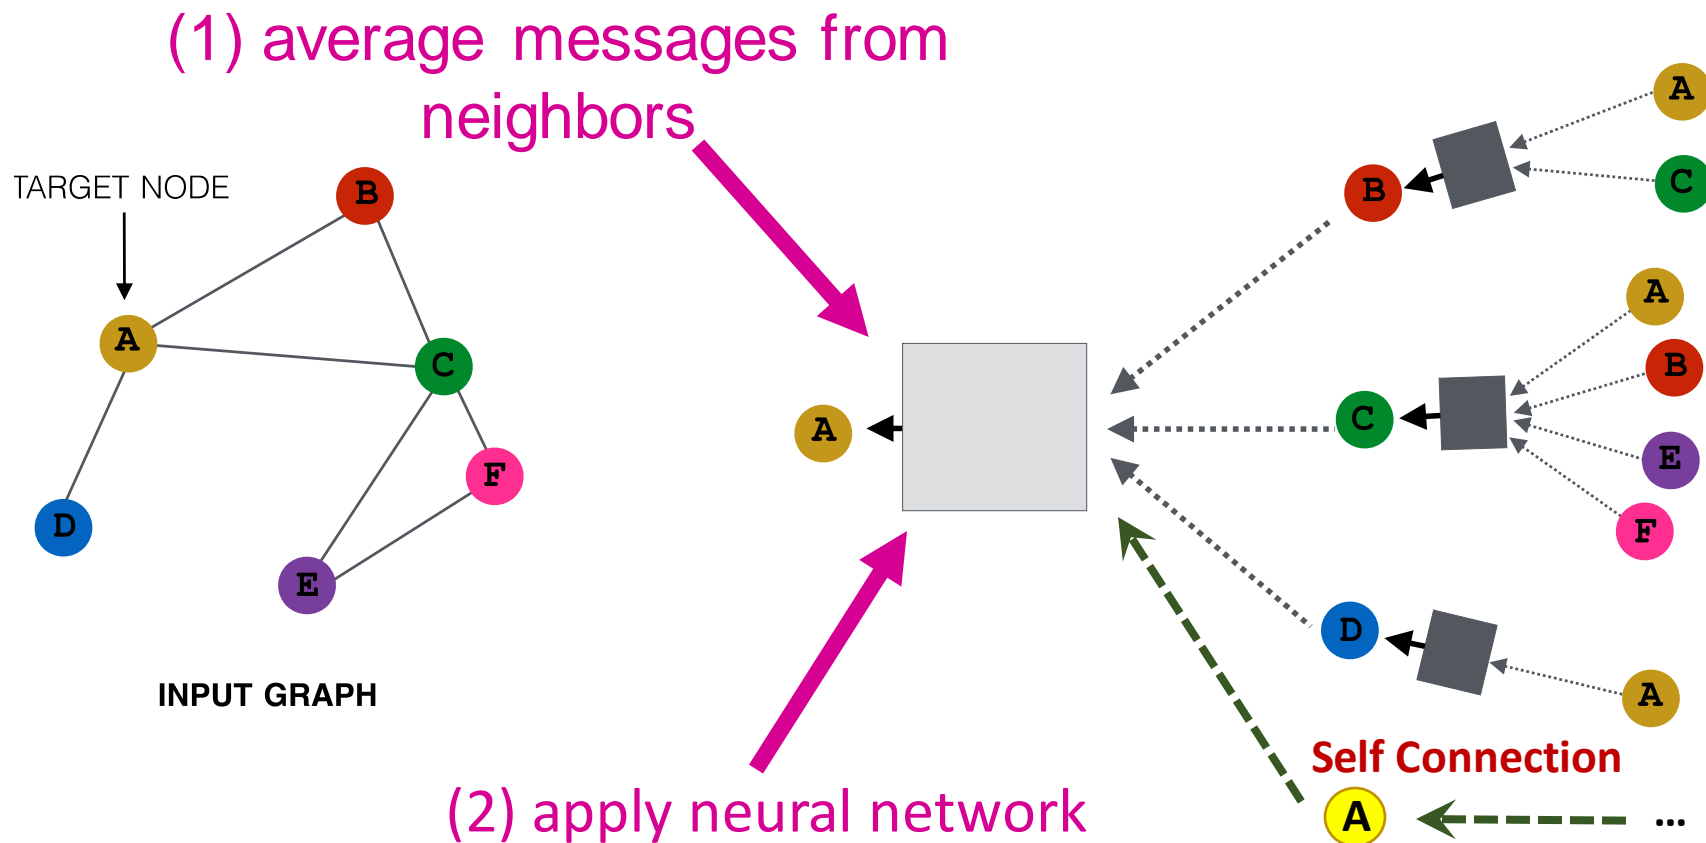 (1) average messages from
neighbors
TARGET NODE
B
A
C
F
D
E
INPUT GRAPH
A
B
A
C
C
A
B
E
F
D
A
Self Connection
A
...
(2) apply neural network